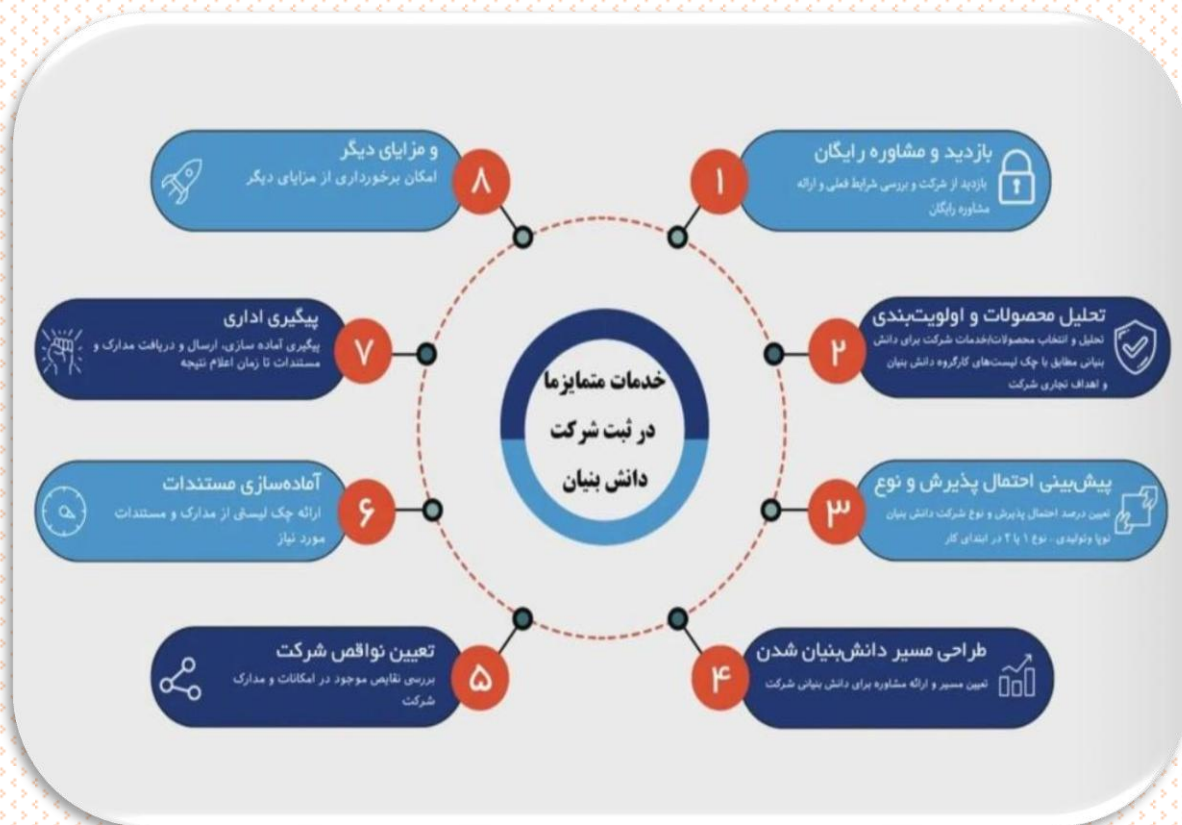 خدمات متمایزما
در ثبت شرکت
دانش بنیان
۱
بازدید و مشاوره رایگان
بازدید از شرکت و بررسی شرایط فعلی و ارائه
مشاوره رایگان
۲
تحلیل محصولات و اولویت‌بندی
تحلیل و انتخاب محصولات/خدمات شرکت برای دانش
بنیانی مطابق با چک لیست‌های کارگروه دانش بنیان
و اهداف تجاری شرکت
۳
پیش‌بینی احتمال پذیرش و نوع
تعیین درصد احتمال پذیرش و نوع شرکت دانش بنیان
نوپا وتولیدی . نوع ۱ یا ۲ در ابتدای کار
۴
طراحی مسیر دانش‌بنیان شدن
تعیین مسیر و ارائه مشاوره برای دانش بنیانی شرکت
۵
تعیین نواقص شرکت
بررسی نقایص موجود در امکانات و مدارک
شرکت
۶
آماده‌سازی مستندات
ارائه چک لیستی از مدارک و مستندات
مورد نیاز
۷
پیگیری اداری
پیگیری آماده سازی، ارسال و دریافت مدارک و
مستندات تا زمان اعلام نتیجه
۸
و مزایای دیگر
امکان برخورداری از مزایای دیگر